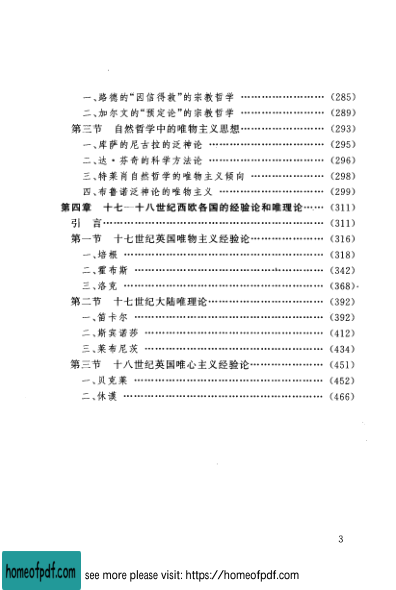 一、路德的“因信得救”的宗教哲学 ……………………（285）
二、加尔文的“预定论”的宗教哲学 ……………………（289）
第三节　自然哲学中的唯物主义思想……………………（293）
一、库萨的尼古拉的泛神论 ……………………………（295）
二、达·芬奇的科学方法论 ……………………………（296）
三、特莱肖自然哲学的唯物主义倾向 …………………（298）
四、布鲁诺泛神论的唯物主义 …………………………（299）
第四章　十七—十八世纪西欧各国的经验论和唯理论……（311）
引　言……………………………………………………（311）
第一节　十七世纪英国唯物主义经验论…………………（316）
一、培根 …………………………………………………（318）
二、霍布斯 ………………………………………………（342）
三、洛克 …………………………………………………（368）
第二节　十七世纪大陆唯理论……………………………（392）
一、笛卡尔 ………………………………………………（392）
二、斯宾诺莎 ……………………………………………（412）
三、莱布尼茨 ……………………………………………（434）
第三节　十八世纪英国唯心主义经验论…………………（451）
一、贝克莱 ………………………………………………（452）
二、休谟 …………………………………………………（466）
3
homeofpdf.com
see more please visit: https://homeofpdf.com